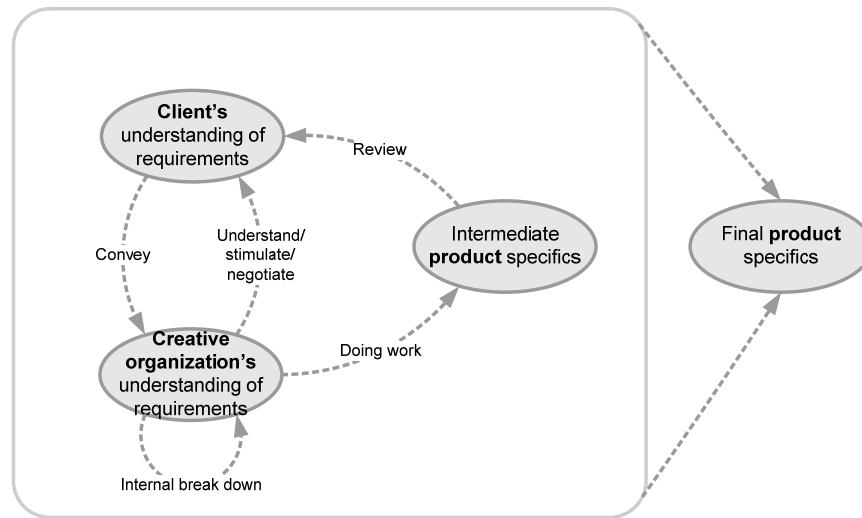 Client's
understanding of
requirements
Review
Convey
Understand/
stimulate/
negotiate
Intermediate
product specifics
Final product
specifics
Creative
organization's
understanding of
requirements
Doing work
Internal break down